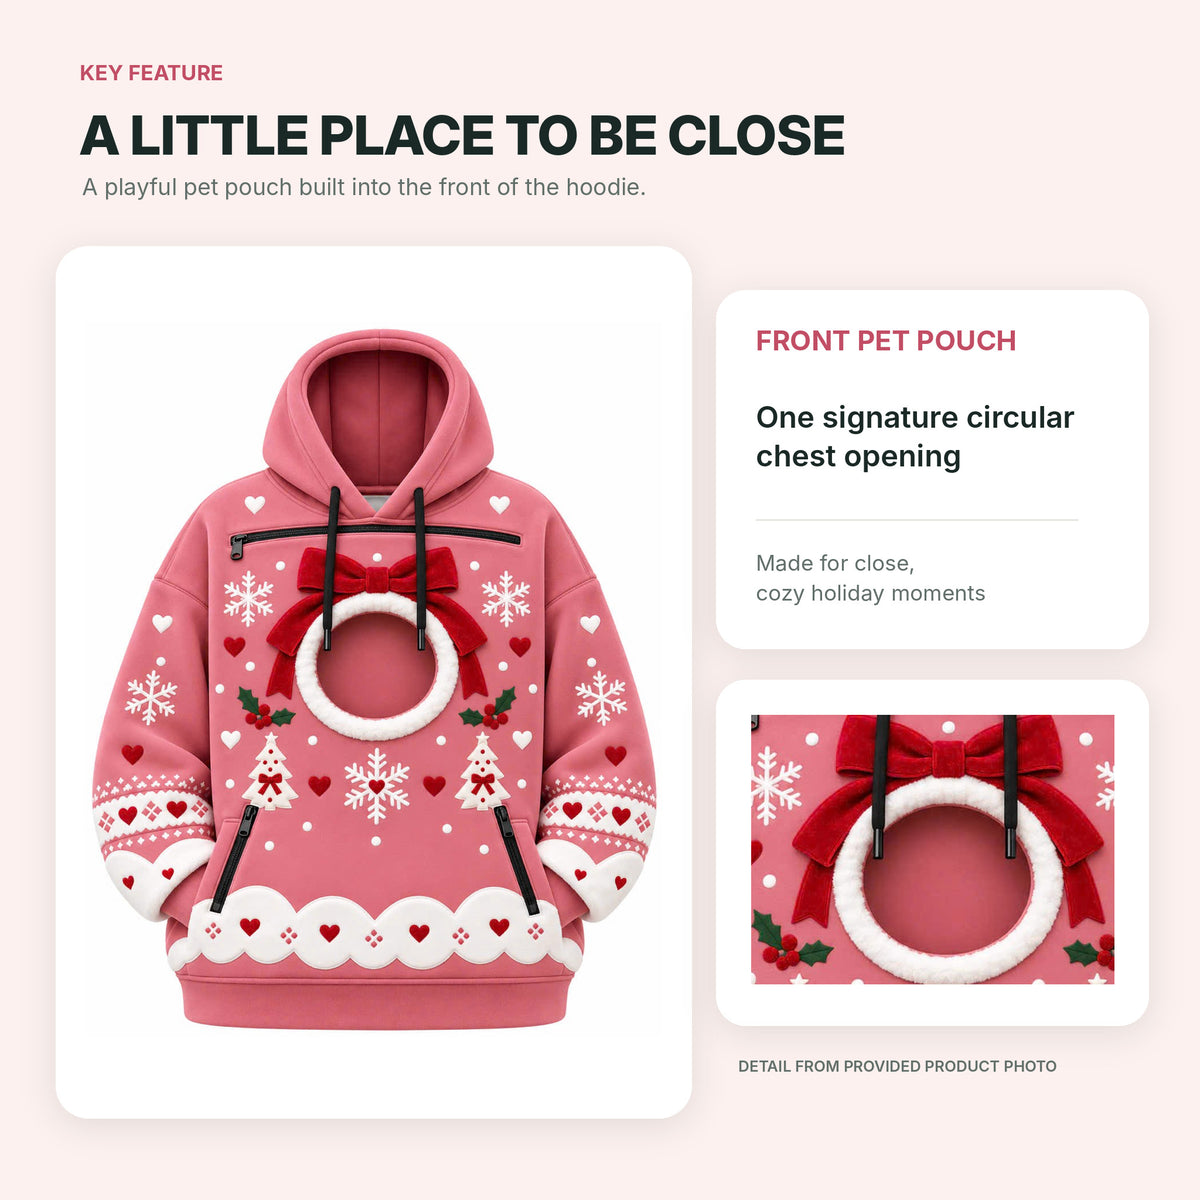 KEY FEATURE
A LITTLE PLACE TO BE CLOSE
A playful pet pouch built into the front of the hoodie.
FRONT PET POUCH
One signature circular
chest opening
Made for close,
cozy holiday moments
DETAIL FROM PROVIDED PRODUCT PHOTO